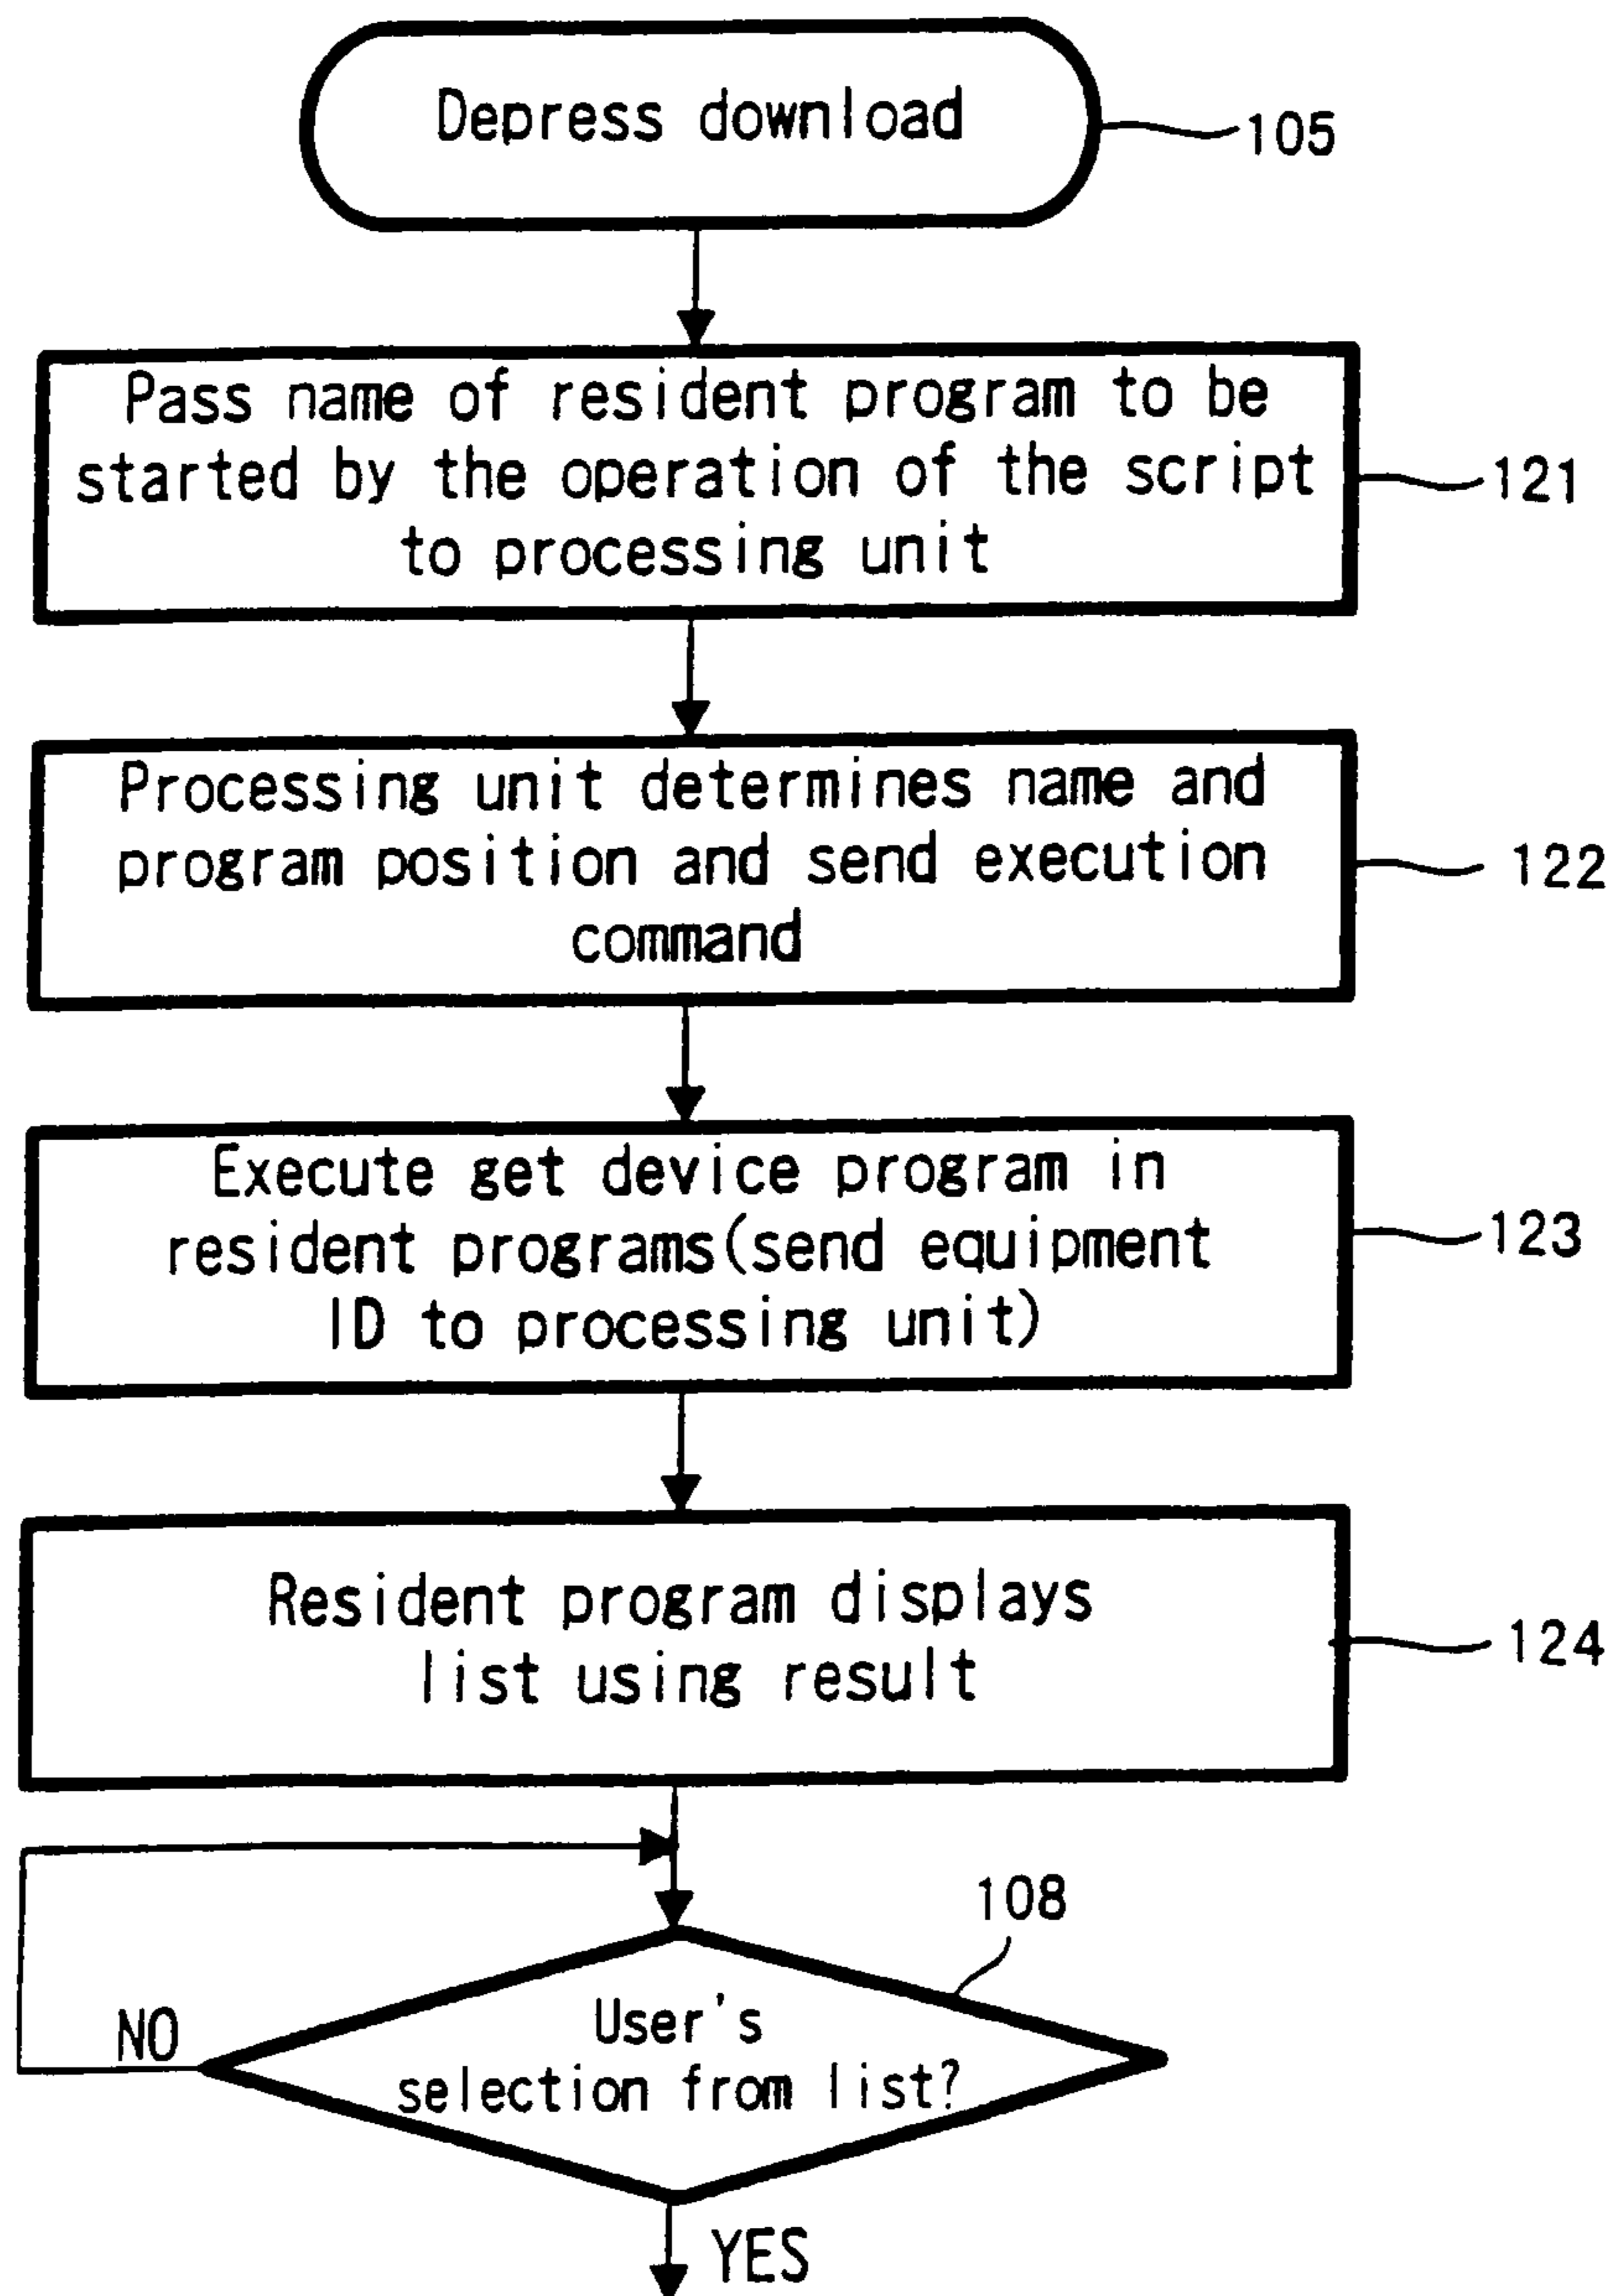 Depress download
105
Pass name of resident program to be
started by the operation of the script
to processing unit
121
Processing unit determines name and
program position and send execution
command
122
Execute get device program in
resident programs(send equipment
ID to processing unit)
123
Resident program displays
list using result
124
108
User's
selection from list?
NO
YES